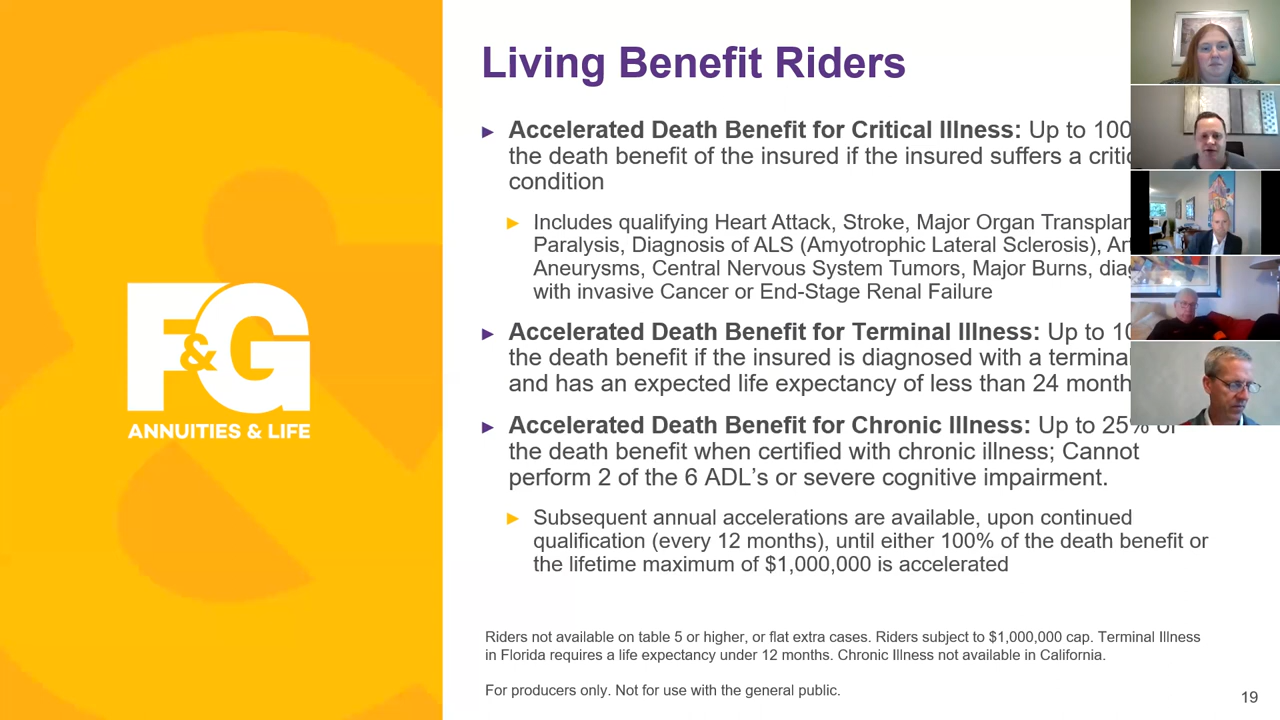 F&G
ANNUITIES & LIFE
Living Benefit Riders
Accelerated Death Benefit for Critical Illness: Up to 100
the death benefit of the insured if the insured suffers a
condition
Includes qualifying Heart Attack, Stroke, Major Organ
Paralysis, Diagnosis of ALS (Amyotrophic Lateral Sclerosis),
Aneurysms, Central Nervous System Tumors, Major Burns,
with invasive Cancer or End-Stage Renal Failure
Accelerated Death Benefit for Terminal Illness: Up to
the death benefit if the insured is diagnosed with a terminal
and has an expected life expectancy of less than 24
Accelerated Death Benefit for Chronic Illness: Up to 25% of
the death benefit when certified with chronic illness; Cannot
perform 2 of the 6 ADL's or severe cognitive impairment.
Subsequent annual accelerations are available, upon continued
qualification (every 12 months), until either 100% of the death benefit or
the lifetime maximum of $1,000,000 is accelerated
Riders not available on table 5 or higher, or flat extra cases. Riders subject to $1,000,000 cap. Terminal Illness
in Florida requires a life expectancy under 12 months. Chronic Illness not available in California.
For producers only. Not for use with the general public.
19